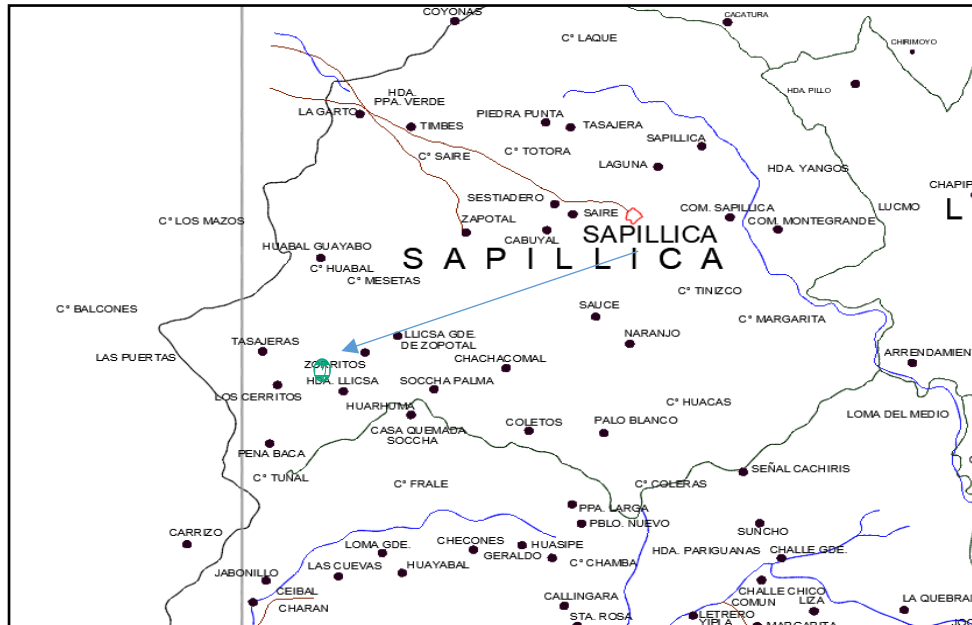 COYONAS
CACATURA
C° LAQUE
CHIRIMOYO
HDA. PILLO
HDA.
PPA. VERDE
LA GARTO
TIMBES
PIEDRA PUNTA
TASAJERA
SAPILLICA
C° SAIRE
C° TOTORA
LAGUNA
HDA. YANGOS
CHAPIP
SESTIADERO
LUCMO
L
C° LOS MAZOS
ZAPOTAL
SAIRE
COM. SAPILLICA
COM. MONTEGRANDE
CABUYAL
SAPILLICA
HUABAL GUAYABO
S A P I L L I C A
C° HUABAL
C° MESETAS
C° TINIZCO
C° BALCONES
SAUCE
C° MARGARITA
TASAJERAS
LLICSA GDE.
DE ZOPOTAL
NARANJO
LAS PUERTAS
CHACHACOMAL
ARRENDAMIEN
HDA. LLICSA
SOCCHA PALMA
LOS CERRITOS
HUARHUMA
C° HUACAS
LOMA DEL MEDIO
COLETOS
PALO BLANCO
CASA QUEMADA
SOCCHA
PENA BACA
SEÑAL CACHIRIS
C° TUÑAL
C° FRALE
C° COLERAS
PPA. LARGA
PBLO. NUEVO
CARRIZO
SUNCHO
CHECONES
HUASIPE
LOMA GDE.
GERALDO
HDA. PARIGUANAS
CHALLE GDE.
C° CHAMBA
JABONILLO
LAS CUEVAS
HUAYABAL
CEIBAL
CHALLE CHICO
COMUN
CALLINGARA
CHARAN
LIZA
LA QUEBRAN
STA. ROSA
LETRERO
YIPLA
MARGARITA